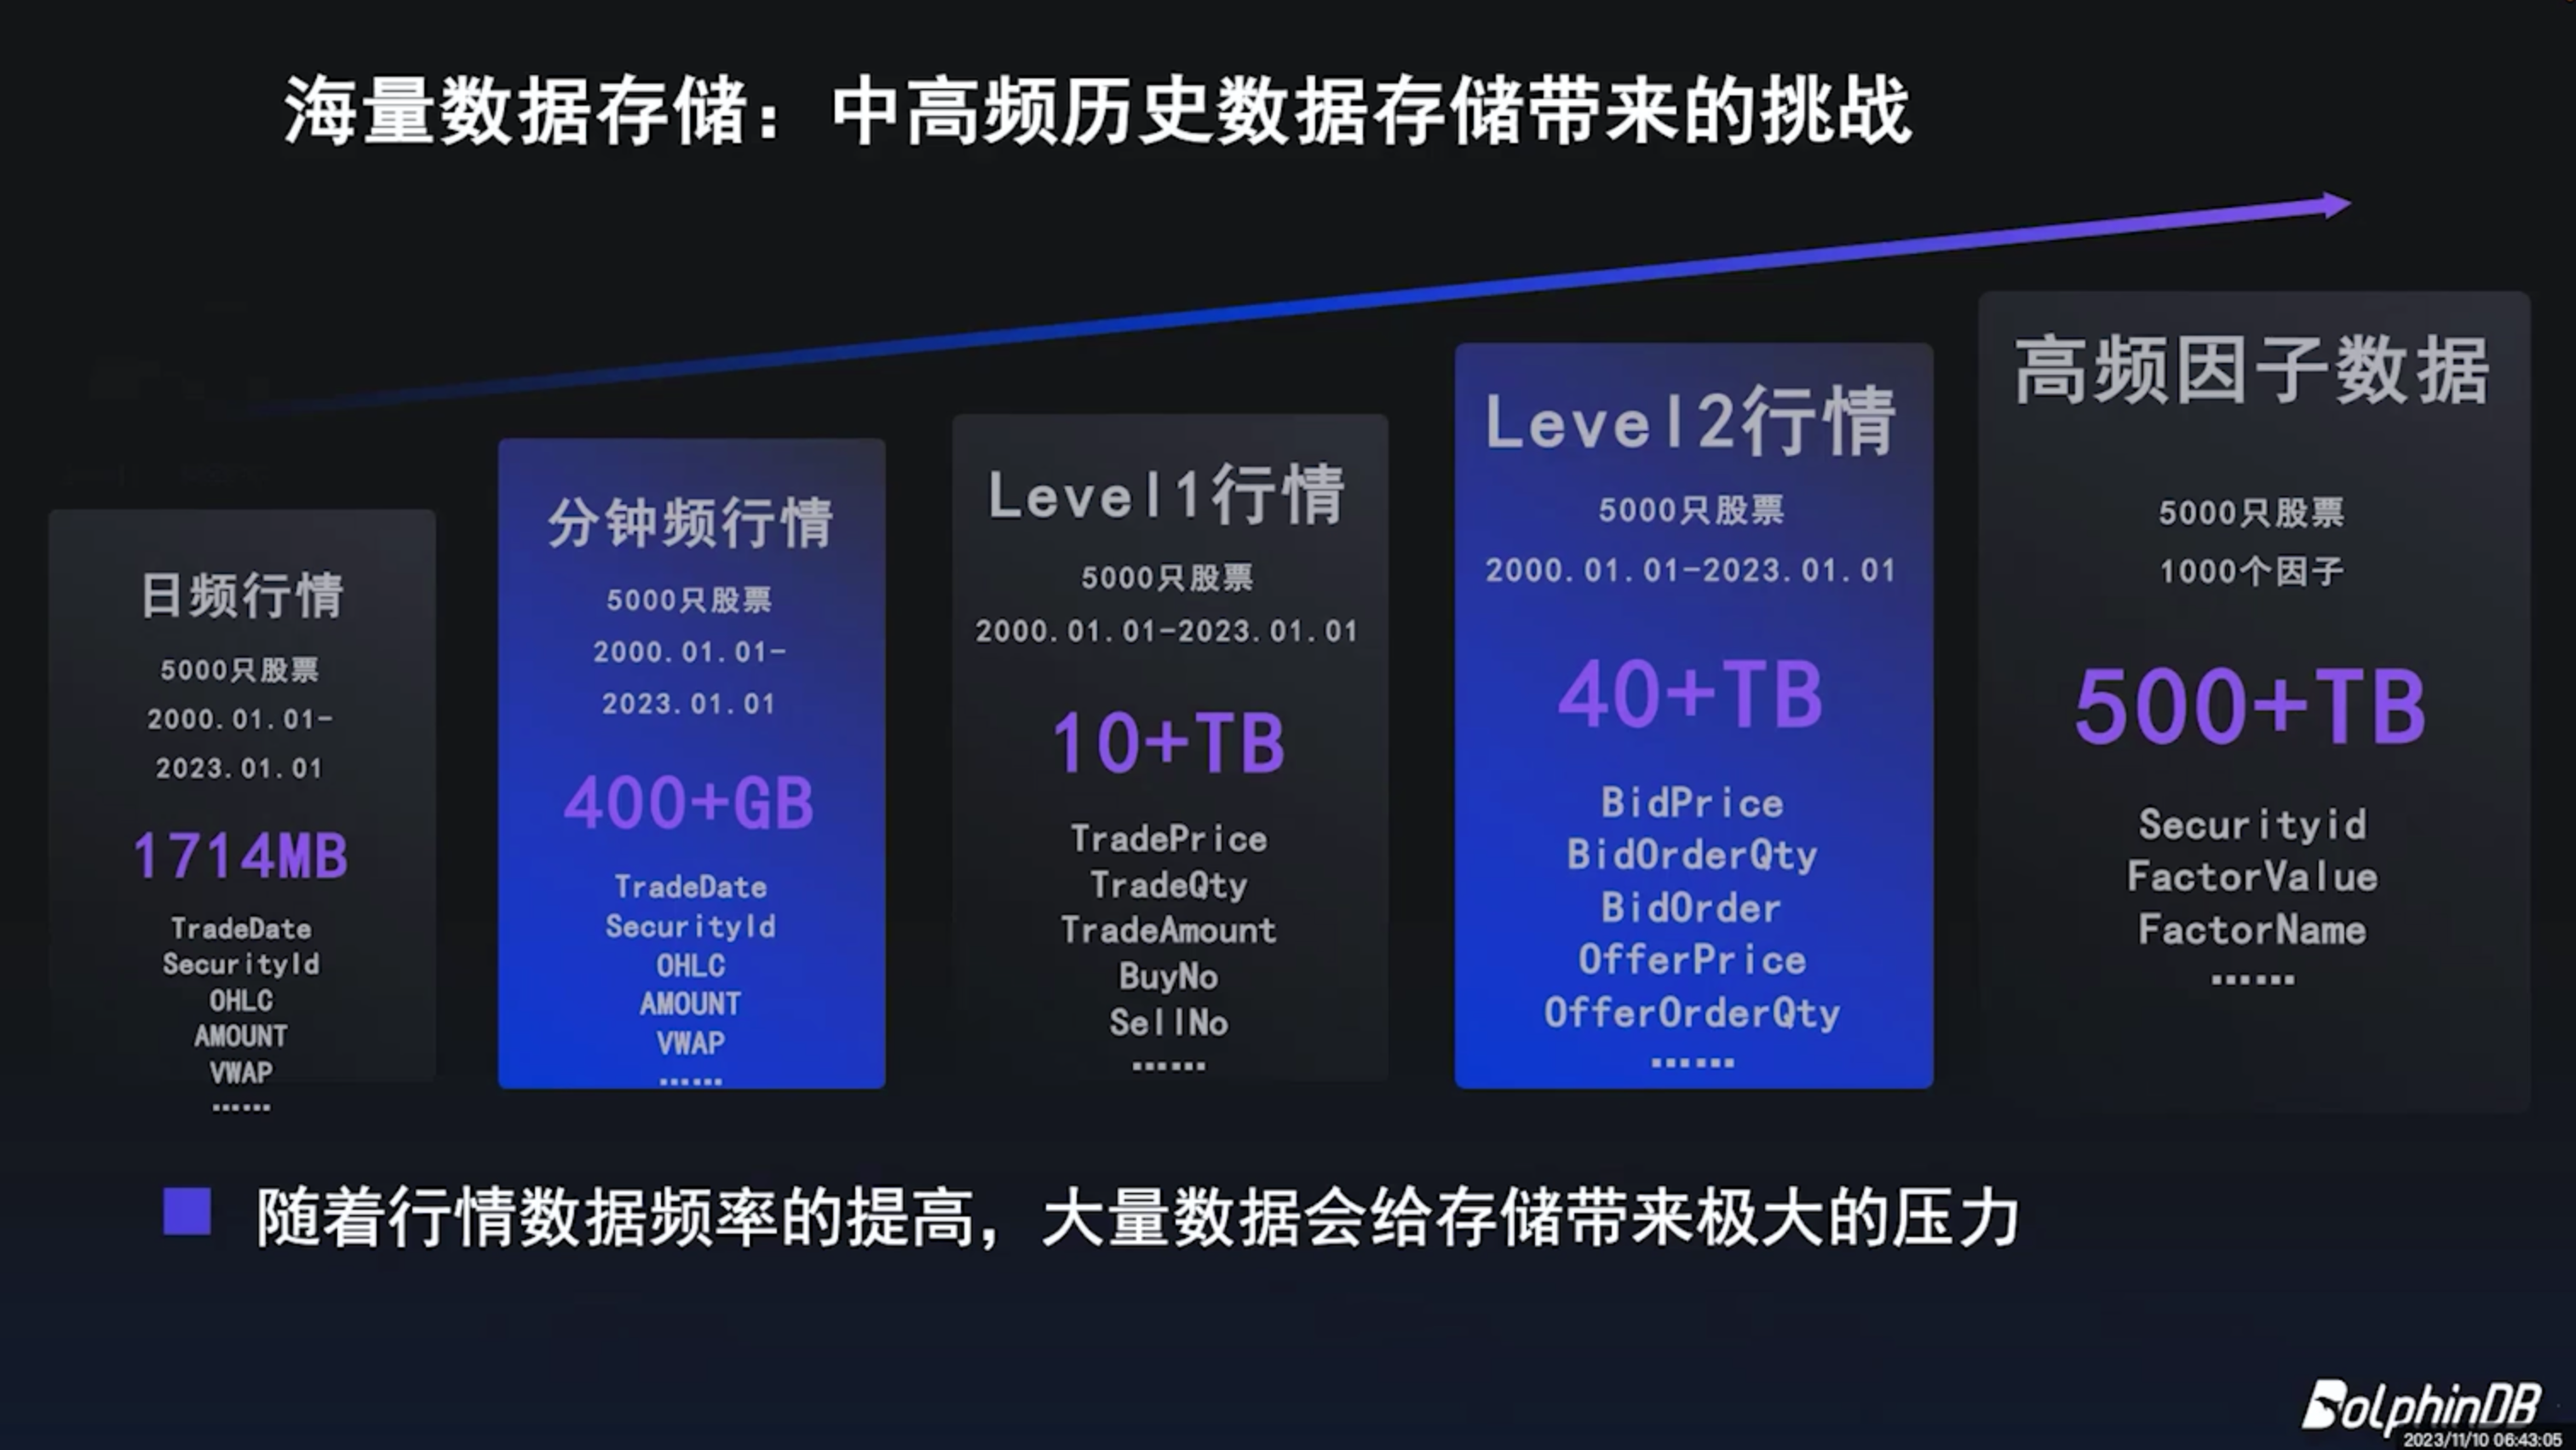 海量数据存储：中高频历史数据存储带来的挑战
日频行情
5000只股票
2000.01.01-
2023.01.01
1714MB
TradeDate
SecurityId
OHLC
AMOUNT
VWAP
……
分钟频行情
5000只股票
2000.01.01-
2023.01.01
400+GB
TradeDate
SecurityId
OHLC
AMOUNT
VWAP
……
Level1行情
5000只股票
2000.01.01-2023.01.01
10+TB
TradePrice
TradeQty
TradeAmount
BuyNo
SellNo
……
Level2行情
5000只股票
2000.01.01-2023.01.01
40+TB
BidPrice
BidOrderQty
BidOrder
OfferPrice
OfferOrderQty
……
高频因子数据
5000只股票
1000个因子
500+TB
Securityid
FactorValue
FactorName
……
随着行情数据频率的提高，大量数据会给存储带来极大的压力
DolphinDB
2023/11/10 06:43:05